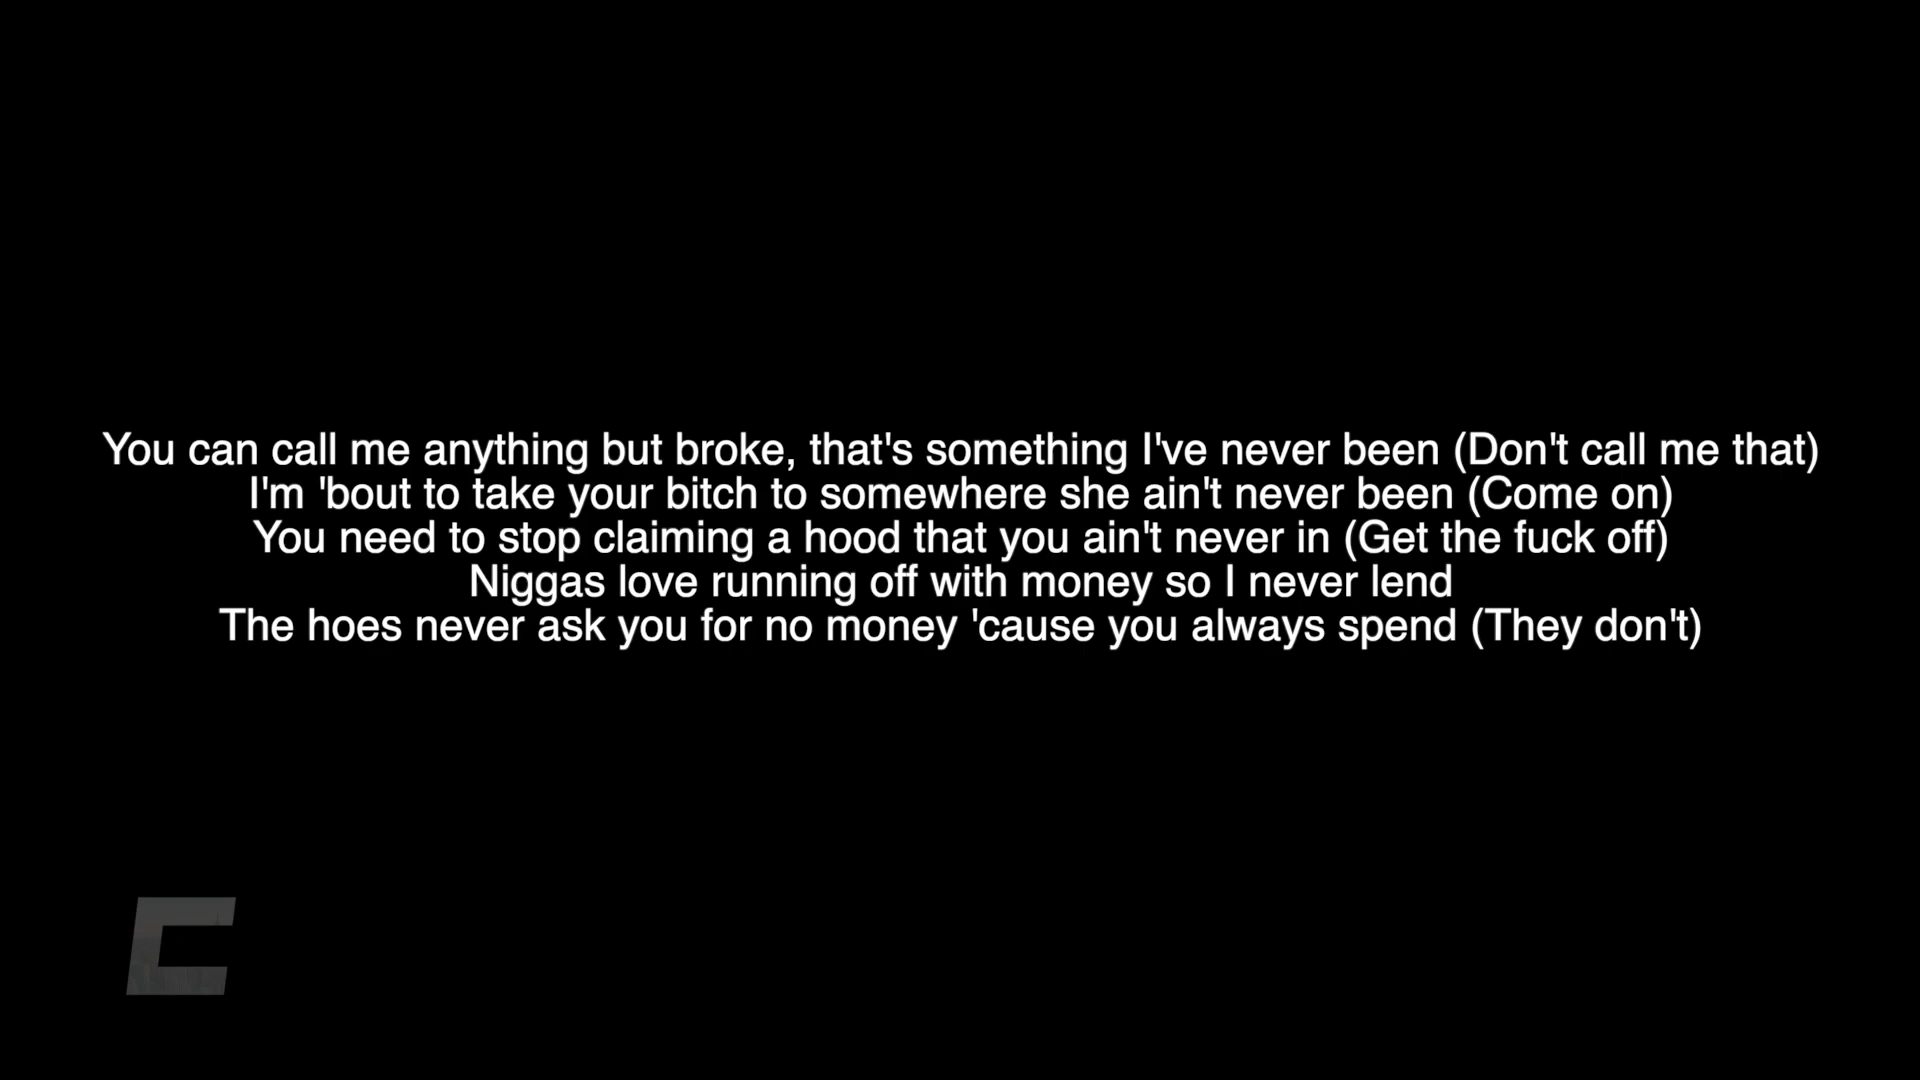 You can call me anything but broke, that's something I've never been (Don't call me that)
I'm 'bout to take your bitch to somewhere she ain't never been (Come on)
You need to stop claiming a hood that you ain't never in (Get the fuck off)
Niggas love running off with money so I never lend
The hoes never ask you for no money 'cause you always spend (They don't)
C